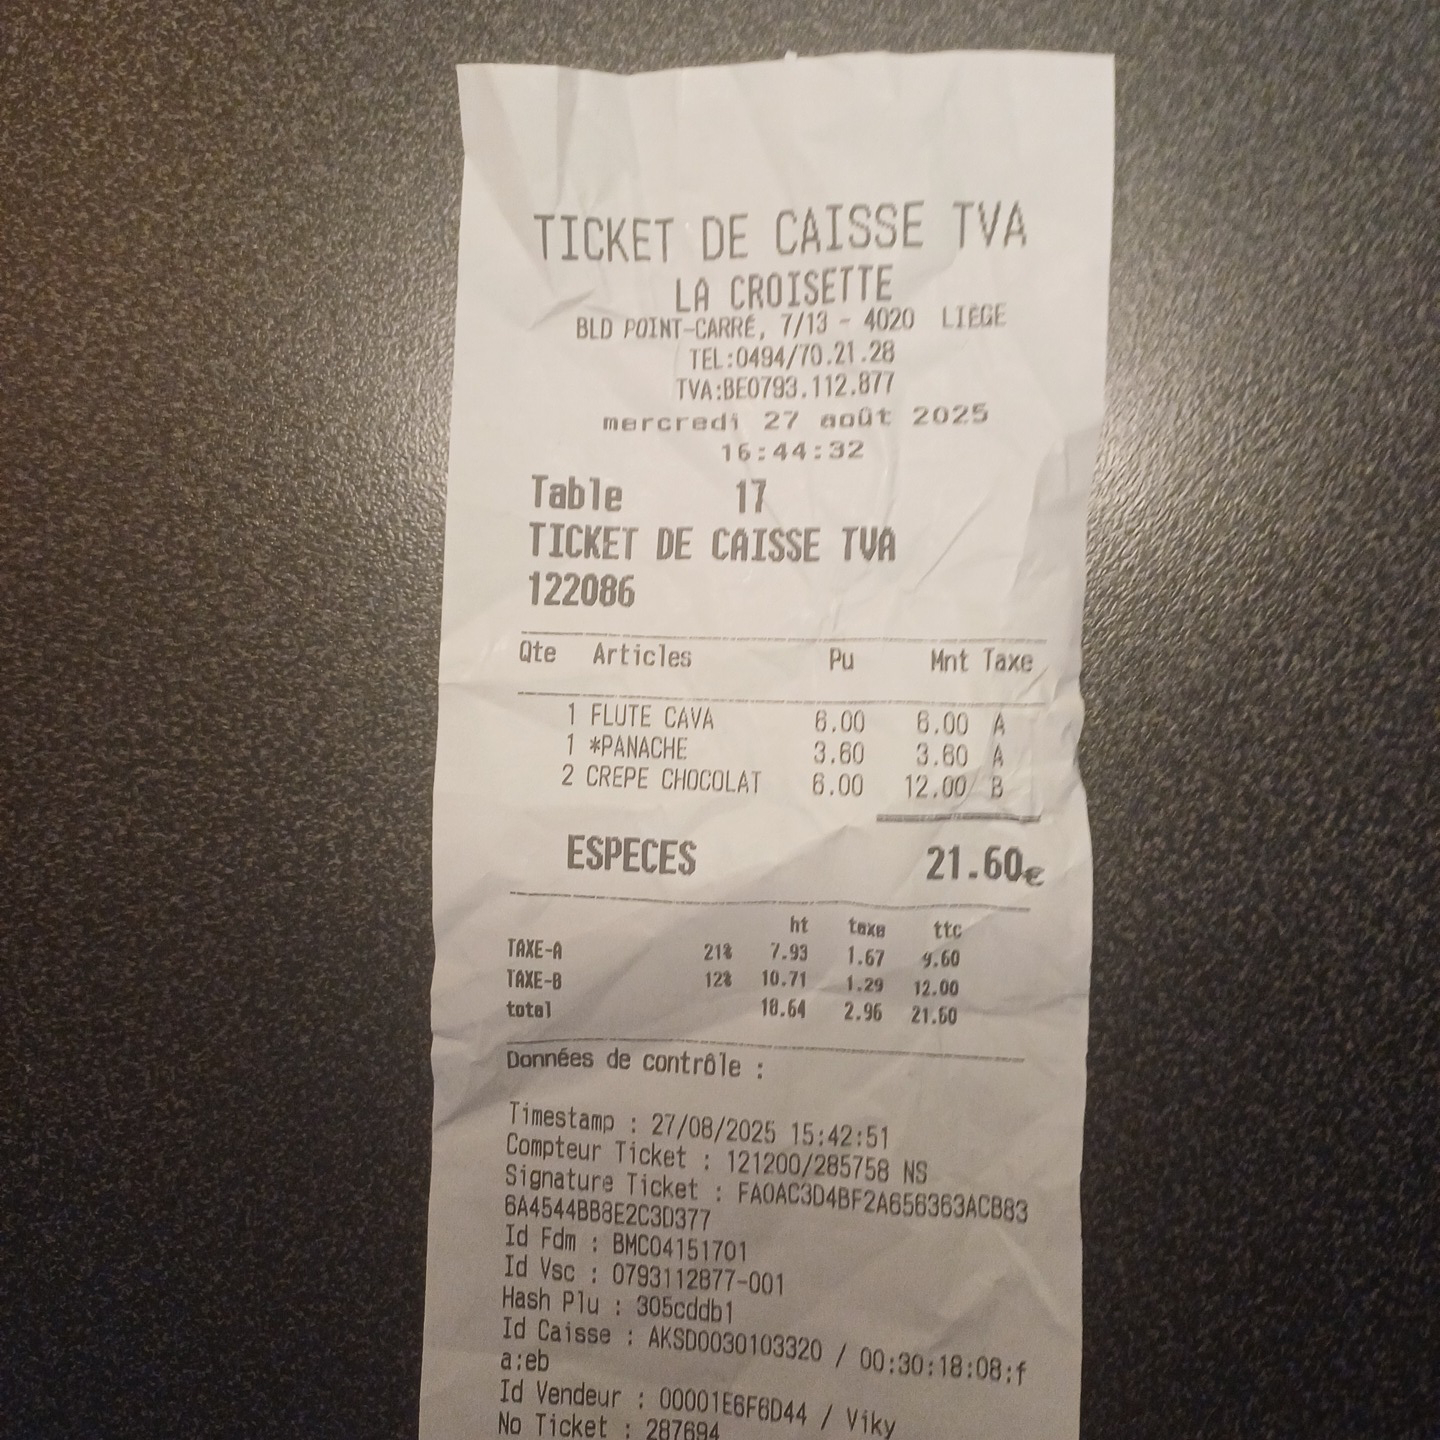 TICKET DE CAISSE TVA
LA CROISETTE
BLD POINT-CARRÉ, 7/13 - 4020 LIEGE
TEL:0494/70.21.28
TVA:BE0793.112.877
mercredi 27 août 2025
16:44:32
Table 17
TICKET DE CAISSE TVA
122086
Qte Articles Pu Mnt Taxe
1 FLUTE CAVA 6.00 6.00 A
1 *PANACHE 3.60 3.60 A
2 CREPE CHOCOLAT 6.00 12.00 B
ESPECES 21.60€
ht taxe ttc
TAXE-A 21% 7.93 1.67 9.60
TAXE-B 12% 10.71 1.29 12.00
total 18.64 2.96 21.60
Données de contrôle :
Timestamp : 27/08/2025 15:42:51
Compteur Ticket : 121200/285758 NS
Signature Ticket : FA0AC3D4BF2A656363ACB83
6A4544BB8E2C3D377
Id Fdm : BMC04151701
Id Vsc : 0793112877-001
Hash Plu : 305cddb1
Id Caisse : AKSD0030103320 / 00:30:18:08:f
a:eb
Id Vendeur : 00001E6F6D44 / Viky
No Ticket : 287694